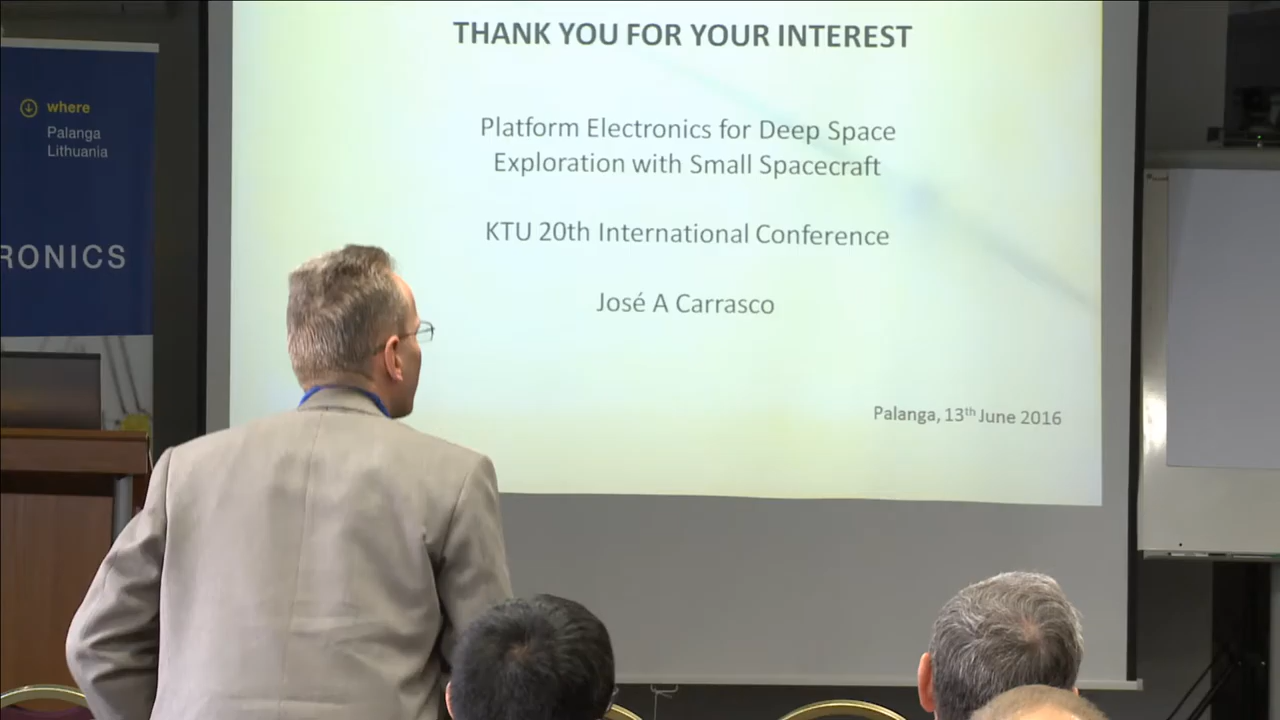 where
Palanga
Lithuania
RONICS
THANK YOU FOR YOUR INTEREST
Platform Electronics for Deep Space
Exploration with Small Spacecraft
KTU 20th International Conference
José A Carrasco
Palanga, 13th June 2016